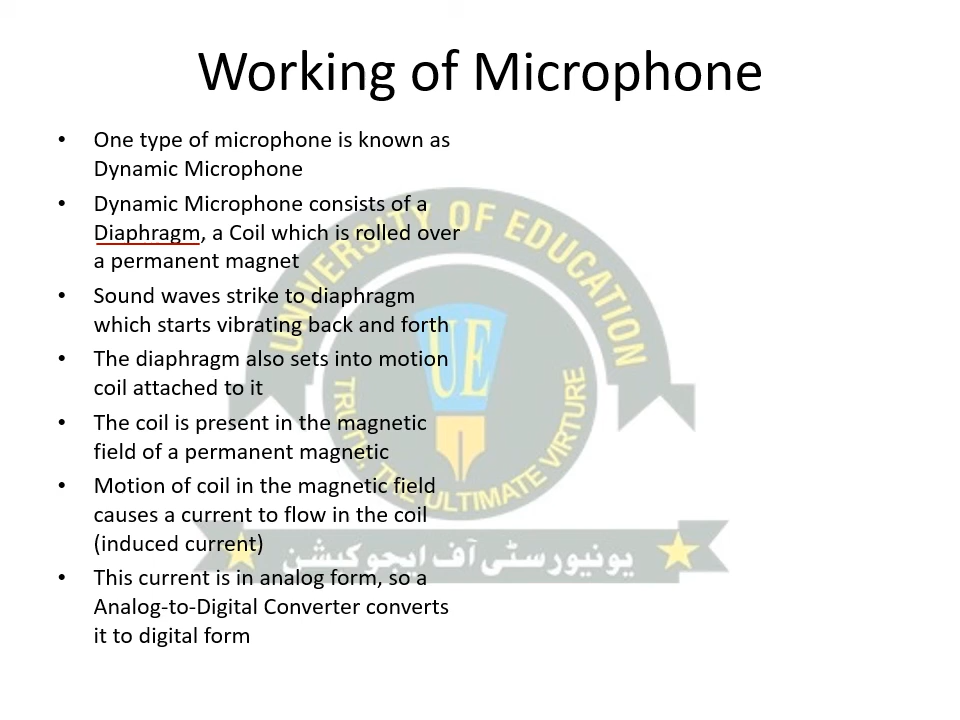 Working of Microphone
• One type of microphone is known as
Dynamic Microphone
• Dynamic Microphone consists of a
Diaphragm, a Coil which is rolled over
a permanent magnet
• Sound waves strike to diaphragm
which starts vibrating back and forth
• The diaphragm also sets into motion
coil attached to it
• The coil is present in the magnetic
field of a permanent magnetic
• Motion of coil in the magnetic field
causes a current to flow in the coil
(induced current)
• This current is in analog form, so a
Analog-to-Digital Converter converts
it to digital form
UNIVERSITY OF EDUCATION
UE
TRUTH, THE ULTIMATE VIRTUE
یونیورسٹی آف ایجوکیشن